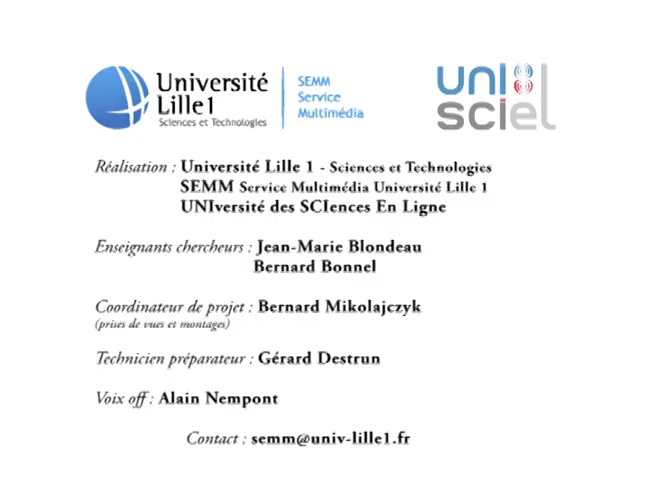 Université
Lille1
Sciences et Technologies
SEMM
Service
Multimédia
uni
sciel
Réalisation : Université Lille 1 - Sciences et Technologies
SEMM Service Multimédia Université Lille 1
UNIversité des SCIences En Ligne
Enseignants chercheurs : Jean-Marie Blondeau
Bernard Bonnel
Coordinateur de projet : Bernard Mikolajczyk
(prises de vues et montages)
Technicien préparateur : Gérard Destrun
Voix off : Alain Nempont
Contact : semm@univ-lille1.fr